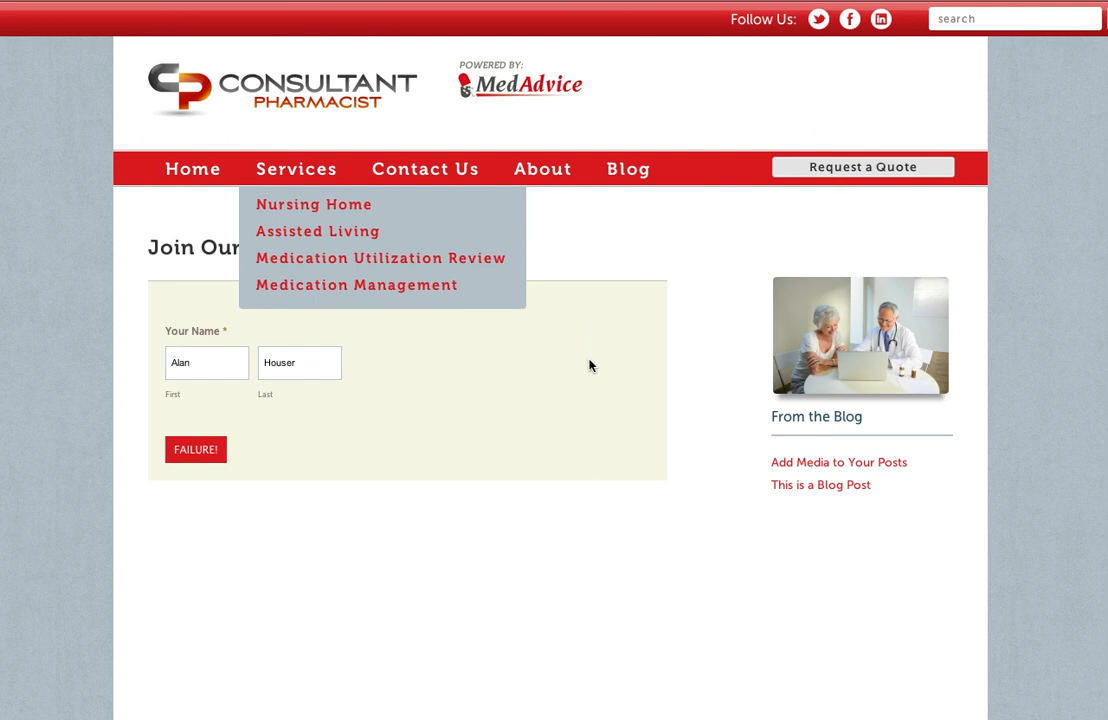 Follow Us:
search
CONSULTANT
PHARMACIST
POWERED BY:
MedAdvice
Home Services Contact Us About Blog
Request a Quote
Nursing Home
Assisted Living
Medication Utilization Review
Medication Management
Join Our
Your Name *
Alan Houser
First Last
FAILURE!
From the Blog
Add Media to Your Posts
This is a Blog Post